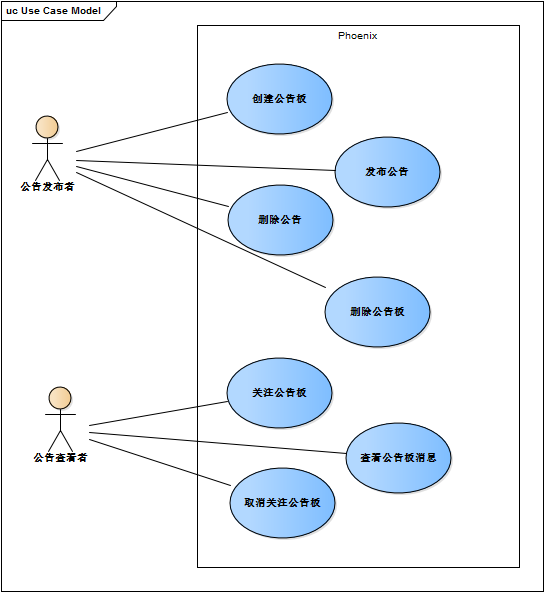 uc Use Case Model
Phoenix
创建公告板
发布公告
公告发布者
删除公告
删除公告板
关注公告板
查看公告板消息
公告查看者
取消关注公告板